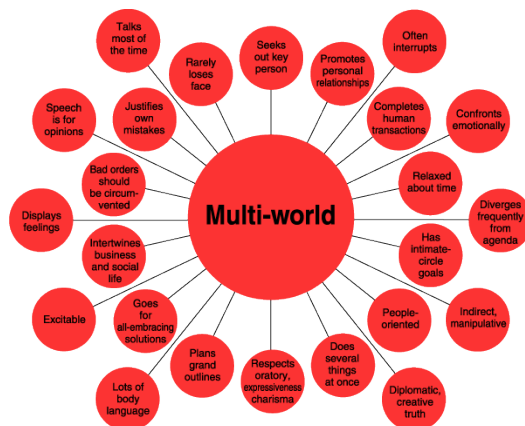 Talks
most of
the time
Rarely
loses
face
Seeks
out key
person
Promotes
personal
relationships
Often
interrupts
Speech
is for
opinions
Justifies
own
mistakes
Completes
human
transactions
Confronts
emotionally
Bad orders
should
be circum-
vented
Relaxed
about time
Displays
feelings
Multi-world
Diverges
frequently
from
agenda
Intertwines
business
and social
life
Has
intimate-
circle
goals
Excitable
Goes
for
all-embracing
solutions
People-
oriented
Indirect,
manipulative
Plans
grand
outlines
Respects
oratory,
expressiveness
charisma
Does
several
things
at once
Lots of
body
language
Diplomatic,
creative
truth